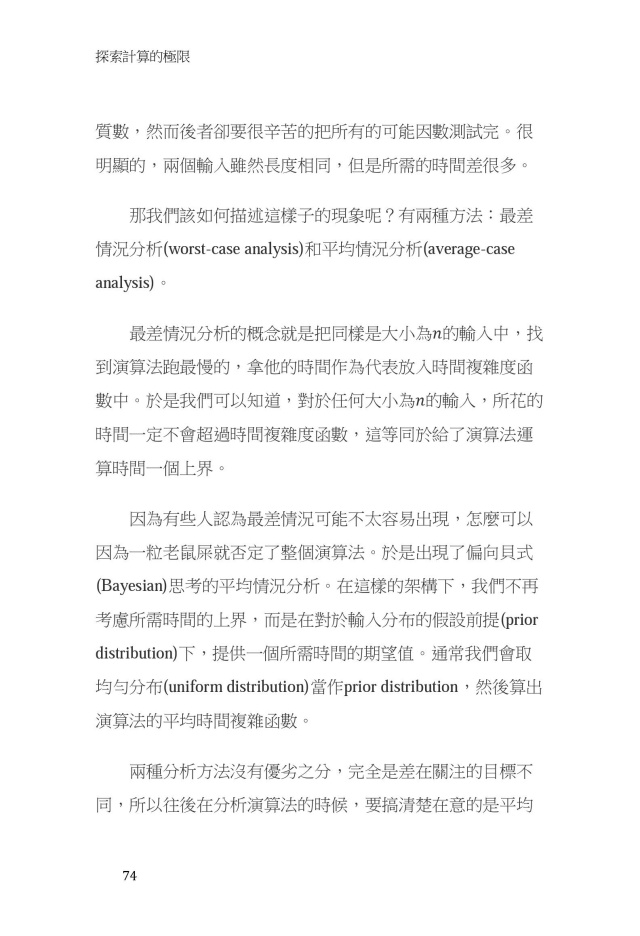 探索計算的極限
質數，然而後者卻要很辛苦的把所有的可能因數測試完。很
明顯的，兩個輸入雖然長度相同，但是所需的時間差很多。
那我們該如何描述這樣子的現象呢？有兩種方法：最差
情況分析(worst-case analysis)和平均情況分析(average-case
analysis)。
最差情況分析的概念就是把同樣是大小為n的輸入中，找
到演算法跑最慢的，拿他的時間作為代表放入時間複雜度函
數中。於是我們可以知道，對於任何大小為n的輸入，所花的
時間一定不會超過時間複雜度函數，這等同於給了演算法運
算時間一個上界。
因為有些人認為最差情況可能不太容易出現，怎麼可以
因為一粒老鼠屎就否定了整個演算法。於是出現了偏向貝式
(Bayesian)思考的平均情況分析。在這樣的架構下，我們不再
考慮所需時間的上界，而是在對於輸入分布的假設前提(prior
distribution)下，提供一個所需時間的期望值。通常我們會取
均勻分布(uniform distribution)當作prior distribution，然後算出
演算法的平均時間複雜函數。
兩種分析方法沒有優劣之分，完全是差在關注的目標不
同，所以往後在分析演算法的時候，要搞清楚在意的是平均
74